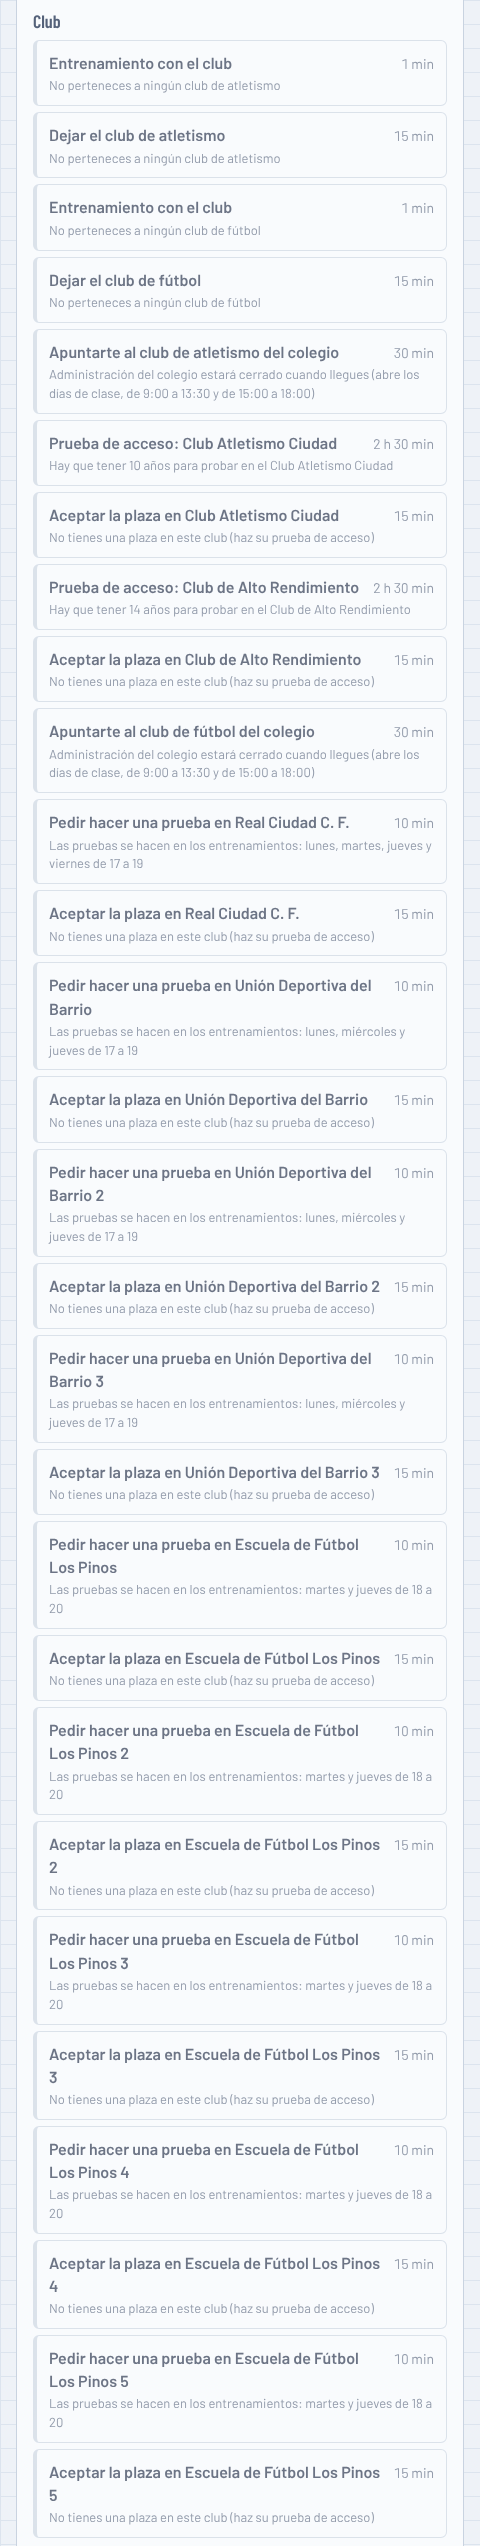 Club
Entrenamiento con el club 1 min
No perteneces a ningún club de atletismo
Dejar el club de atletismo 15 min
No perteneces a ningún club de atletismo
Entrenamiento con el club 1 min
No perteneces a ningún club de fútbol
Dejar el club de fútbol 15 min
No perteneces a ningún club de fútbol
Apuntarte al club de atletismo del colegio 30 min
Administración del colegio estará cerrado cuando llegues (abre los
días de clase, de 9:00 a 13:30 y de 15:00 a 18:00)
Prueba de acceso: Club Atletismo Ciudad 2 h 30 min
Hay que tener 10 años para probar en el Club Atletismo Ciudad
Aceptar la plaza en Club Atletismo Ciudad 15 min
No tienes una plaza en este club (haz su prueba de acceso)
Prueba de acceso: Club de Alto Rendimiento 2 h 30 min
Hay que tener 14 años para probar en el Club de Alto Rendimiento
Aceptar la plaza en Club de Alto Rendimiento 15 min
No tienes una plaza en este club (haz su prueba de acceso)
Apuntarte al club de fútbol del colegio 30 min
Administración del colegio estará cerrado cuando llegues (abre los
días de clase, de 9:00 a 13:30 y de 15:00 a 18:00)
Pedir hacer una prueba en Real Ciudad C. F. 10 min
Las pruebas se hacen en los entrenamientos: lunes, martes, jueves y
viernes de 17 a 19
Aceptar la plaza en Real Ciudad C. F. 15 min
No tienes una plaza en este club (haz su prueba de acceso)
Pedir hacer una prueba en Unión Deportiva del 10 min
Barrio
Las pruebas se hacen en los entrenamientos: lunes, miércoles y
jueves de 17 a 19
Aceptar la plaza en Unión Deportiva del Barrio 15 min
No tienes una plaza en este club (haz su prueba de acceso)
Pedir hacer una prueba en Unión Deportiva del 10 min
Barrio 2
Las pruebas se hacen en los entrenamientos: lunes, miércoles y
jueves de 17 a 19
Aceptar la plaza en Unión Deportiva del Barrio 2 15 min
No tienes una plaza en este club (haz su prueba de acceso)
Pedir hacer una prueba en Unión Deportiva del 10 min
Barrio 3
Las pruebas se hacen en los entrenamientos: lunes, miércoles y
jueves de 17 a 19
Aceptar la plaza en Unión Deportiva del Barrio 3 15 min
No tienes una plaza en este club (haz su prueba de acceso)
Pedir hacer una prueba en Escuela de Fútbol 10 min
Los Pinos
Las pruebas se hacen en los entrenamientos: martes y jueves de 18 a
20
Aceptar la plaza en Escuela de Fútbol Los Pinos 15 min
No tienes una plaza en este club (haz su prueba de acceso)
Pedir hacer una prueba en Escuela de Fútbol 10 min
Los Pinos 2
Las pruebas se hacen en los entrenamientos: martes y jueves de 18 a
20
Aceptar la plaza en Escuela de Fútbol Los Pinos 15 min
2
No tienes una plaza en este club (haz su prueba de acceso)
Pedir hacer una prueba en Escuela de Fútbol 10 min
Los Pinos 3
Las pruebas se hacen en los entrenamientos: martes y jueves de 18 a
20
Aceptar la plaza en Escuela de Fútbol Los Pinos 15 min
3
No tienes una plaza en este club (haz su prueba de acceso)
Pedir hacer una prueba en Escuela de Fútbol 10 min
Los Pinos 4
Las pruebas se hacen en los entrenamientos: martes y jueves de 18 a
20
Aceptar la plaza en Escuela de Fútbol Los Pinos 15 min
4
No tienes una plaza en este club (haz su prueba de acceso)
Pedir hacer una prueba en Escuela de Fútbol 10 min
Los Pinos 5
Las pruebas se hacen en los entrenamientos: martes y jueves de 18 a
20
Aceptar la plaza en Escuela de Fútbol Los Pinos 15 min
5
No tienes una plaza en este club (haz su prueba de acceso)